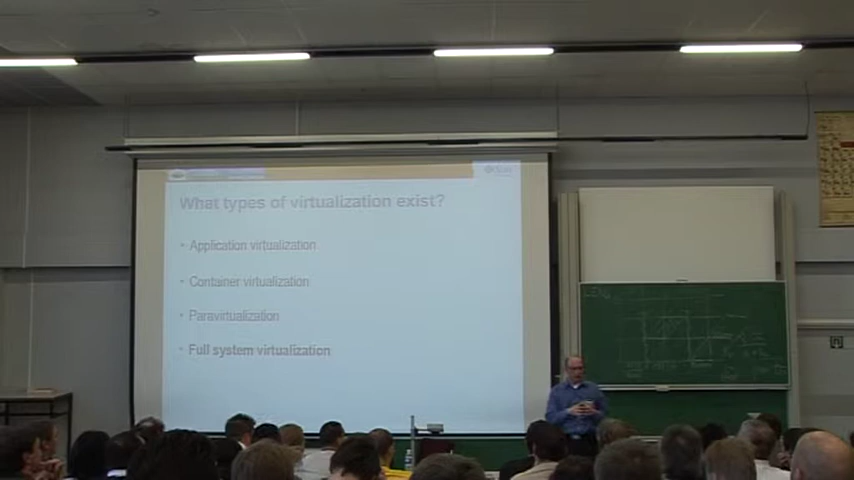 What types of virtualization exist?
• Application virtualization
• Container virtualization
• Paravirtualization
• Full system virtualization